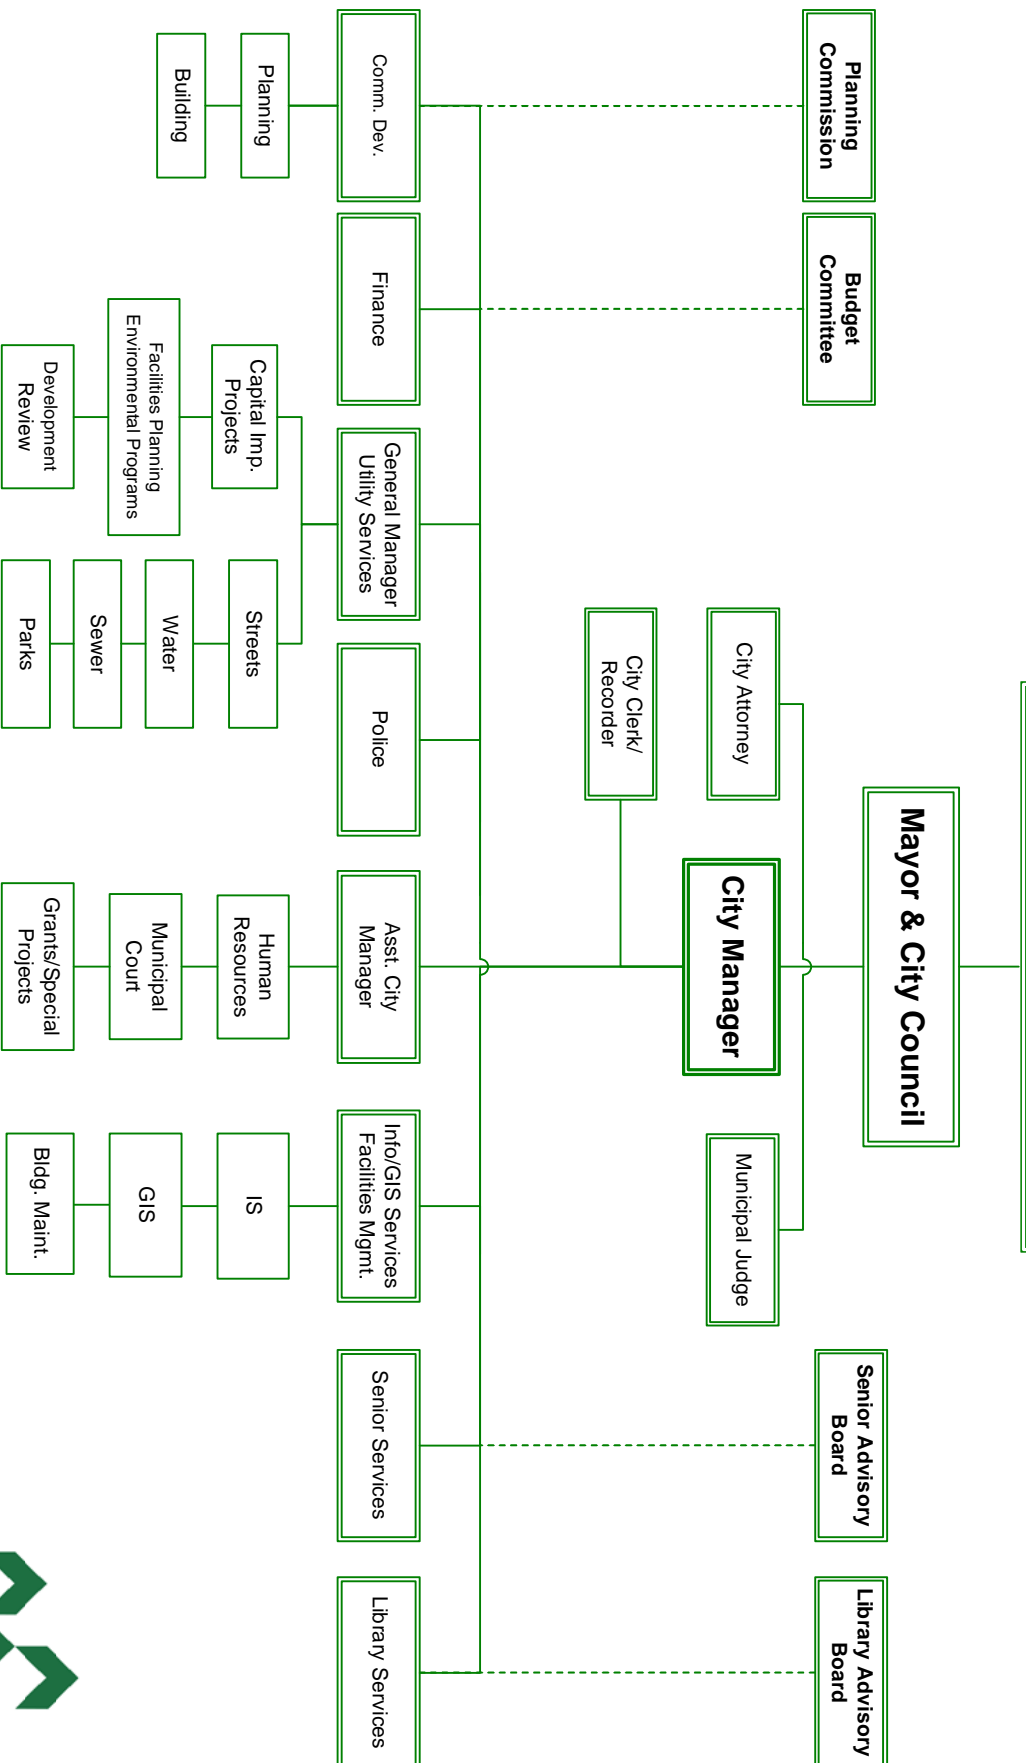 Mayor & City Council
Planning
Commission
Budget
Committee
Senior Advisory
Board
Library Advisory
Board
City Attorney
City Manager
Municipal Judge
City Clerk/
Recorder
Comm. Dev.
Finance
General Manager
Utility Services
Police
Asst. City
Manager
Info/GIS Services
Facilities Mgmt.
Senior Services
Library Services
Planning
Building
Capital Imp.
Projects
Facilities Planning
Environmental Programs
Development
Review
Streets
Water
Sewer
Parks
Human
Resources
Municipal
Court
Grants/Special
Projects
IS
GIS
Bldg. Maint.